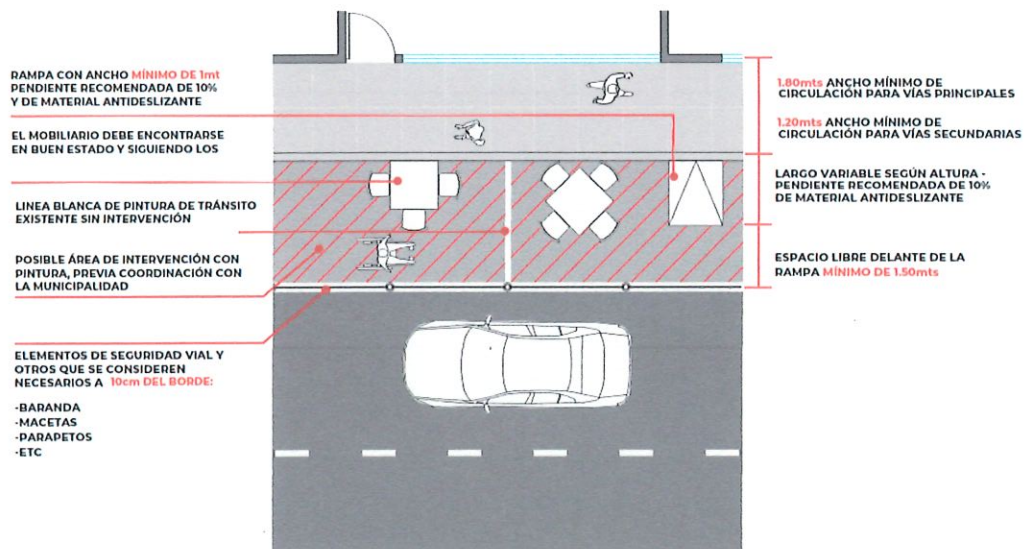 RAMPA CON ANCHO MÍNIMO DE 1mt
PENDIENTE RECOMENDADA DE 10%
Y DE MATERIAL ANTIDESLIZANTE
EL MOBILIARIO DEBE ENCONTRARSE
EN BUEN ESTADO Y SIGUIENDO LOS
LINEA BLANCA DE PINTURA DE TRÁNSITO
EXISTENTE SIN INTERVENCIÓN
POSIBLE ÁREA DE INTERVENCIÓN CON
PINTURA, PREVIA COORDINACIÓN CON
LA MUNICIPALIDAD
ELEMENTOS DE SEGURIDAD VIAL Y
OTROS QUE SE CONSIDEREN
NECESARIOS A 10cm DEL BORDE:
-BARANDA
-MACETAS
-PARAPETOS
-ETC
1.80mts ANCHO MÍNIMO DE
CIRCULACIÓN PARA VÍAS PRINCIPALES
1.20mts ANCHO MÍNIMO DE
CIRCULACIÓN PARA VÍAS SECUNDARIAS
LARGO VARIABLE SEGÚN ALTURA -
PENDIENTE RECOMENDADA DE 10%
DE MATERIAL ANTIDESLIZANTE
ESPACIO LIBRE DELANTE DE LA
RAMPA MÍNIMO DE 1.50mts